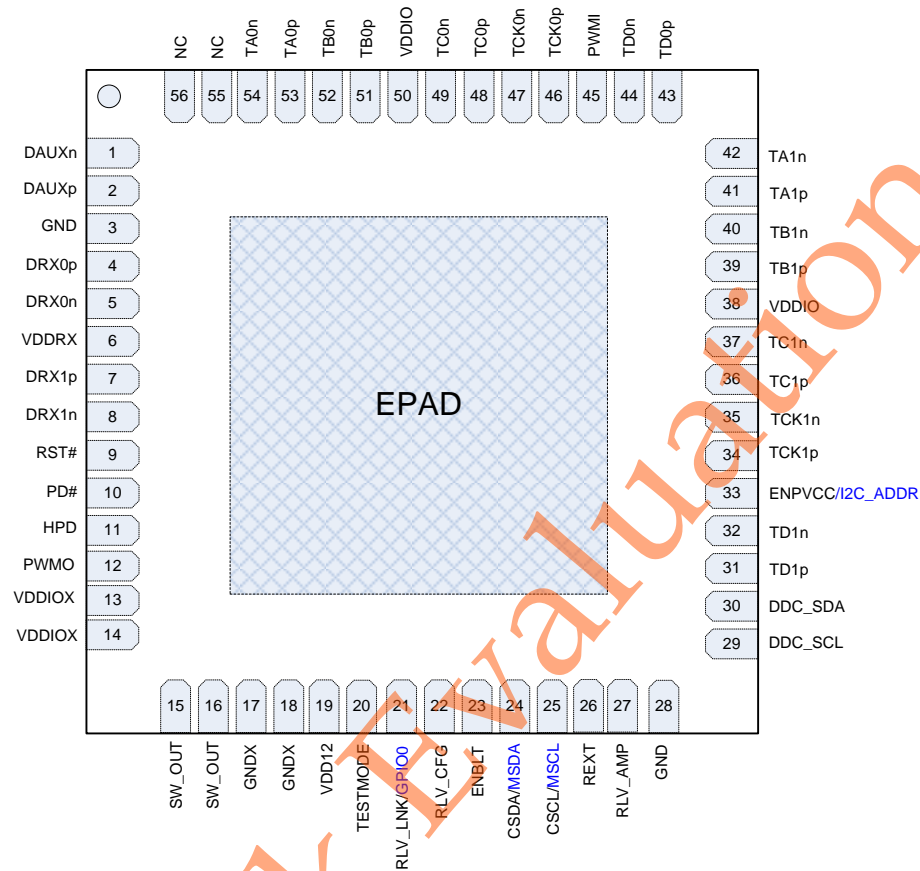 NC
NC
TA0n
TA0p
TB0n
TB0p
VDDIO
TC0n
TC0p
TCK0n
TCK0p
PWMI
TD0n
TD0p
56
55
54
53
52
51
50
49
48
47
46
45
44
43
DAUXn 1
DAUXp 2
GND 3
DRX0p 4
DRX0n 5
VDDRX 6
DRX1p 7
DRX1n 8
RST# 9
PD# 10
HPD 11
PWMO 12
VDDIOX 13
VDDIOX 14
EPAD
42 TA1n
41 TA1p
40 TB1n
39 TB1p
38 VDDIO
37 TC1n
36 TC1p
35 TCK1n
34 TCK1p
33 ENPVCC/I2C_ADDR
32 TD1n
31 TD1p
30 DDC_SDA
29 DDC_SCL
15
16
17
18
19
20
21
22
23
24
25
26
27
28
SW_OUT
SW_OUT
GNDX
GNDX
VDD12
TESTMODE
RLV_LNK/GPIO0
RLV_CFG
ENBLT
CSDA/MSDA
CSCL/MSCL
REXT
RLV_AMP
GND
k Evaluation